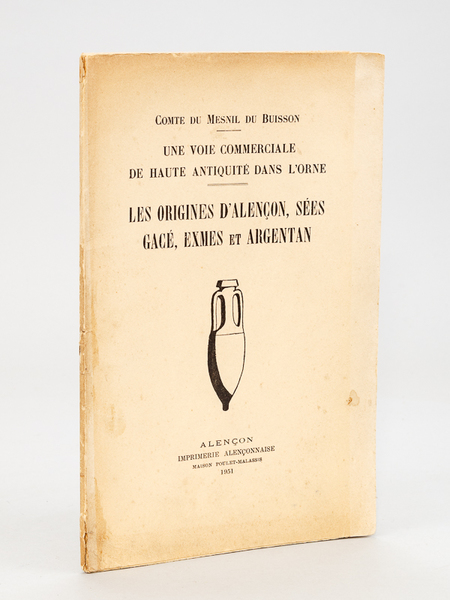 COMTE DU MESNIL DU BUISSON
UNE VOIE COMMERCIALE
DE HAUTE ANTIQUITÉ DANS L'ORNE
LES ORIGINES D'ALENÇON, SÉES
GACÉ, EXMES ET ARGENTAN
ALENÇON
IMPRIMERIE ALENÇONNAISE
MAISON POULET-MALASSIS
1951